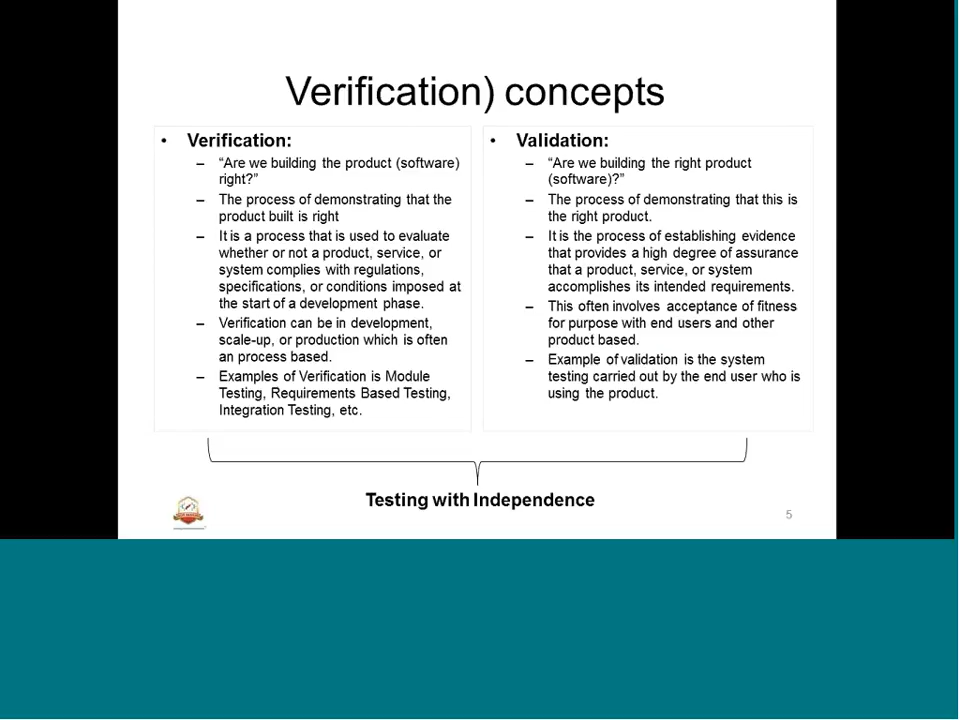 Verification) concepts
• Verification:
– “Are we building the product (software)
right?”
– The process of demonstrating that the
product built is right
– It is a process that is used to evaluate
whether or not a product, service, or
system complies with regulations,
specifications, or conditions imposed at
the start of a development phase.
– Verification can be in development,
scale-up, or production which is often
an process based.
– Examples of Verification is Module
Testing, Requirements Based Testing,
Integration Testing, etc.
• Validation:
– “Are we building the right product
(software)?”
– The process of demonstrating that this is
the right product.
– It is the process of establishing evidence
that provides a high degree of assurance
that a product, service, or system
accomplishes its intended requirements.
– This often involves acceptance of fitness
for purpose with end users and other
product based.
– Example of validation is the system
testing carried out by the end user who is
using the product.
Testing with Independence
5